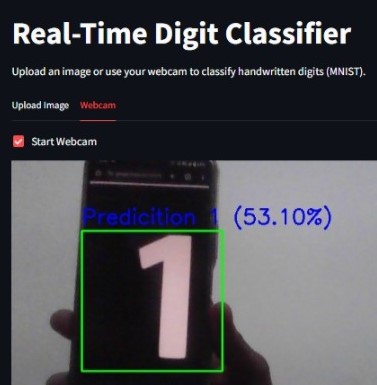 Real-Time Digit Classifier
Upload an image or use your webcam to classify handwritten digits (MNIST).
Upload Image Webcam
Start Webcam
Predicition 1 (53.10%)
1